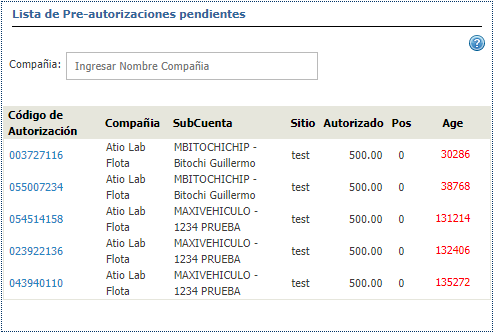 Lista de Pre-autorizaciones pendientes
?
Compañia: Ingresar Nombre Compañia
Código de Autorización Compañia SubCuenta Sitio Autorizado Pos Age
003727116 Atio Lab Flota MBITOCHICHIP - Bitochi Guillermo test 500.00 0 30286
055007234 Atio Lab Flota MBITOCHICHIP - Bitochi Guillermo test 500.00 0 38768
054514158 Atio Lab Flota MAXIVEHICULO - 1234 PRUEBA test 500.00 0 131214
023922136 Atio Lab Flota MAXIVEHICULO - 1234 PRUEBA test 500.00 0 132406
043940110 Atio Lab Flota MAXIVEHICULO - 1234 PRUEBA test 500.00 0 135272